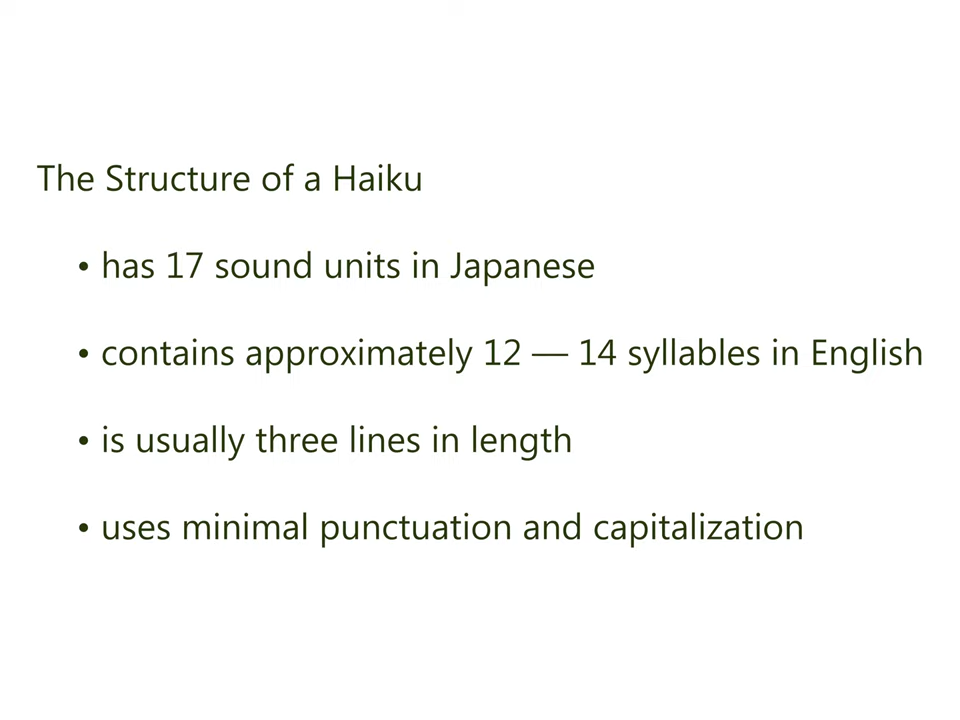 The Structure of a Haiku
• has 17 sound units in Japanese
• contains approximately 12 — 14 syllables in English
• is usually three lines in length
• uses minimal punctuation and capitalization